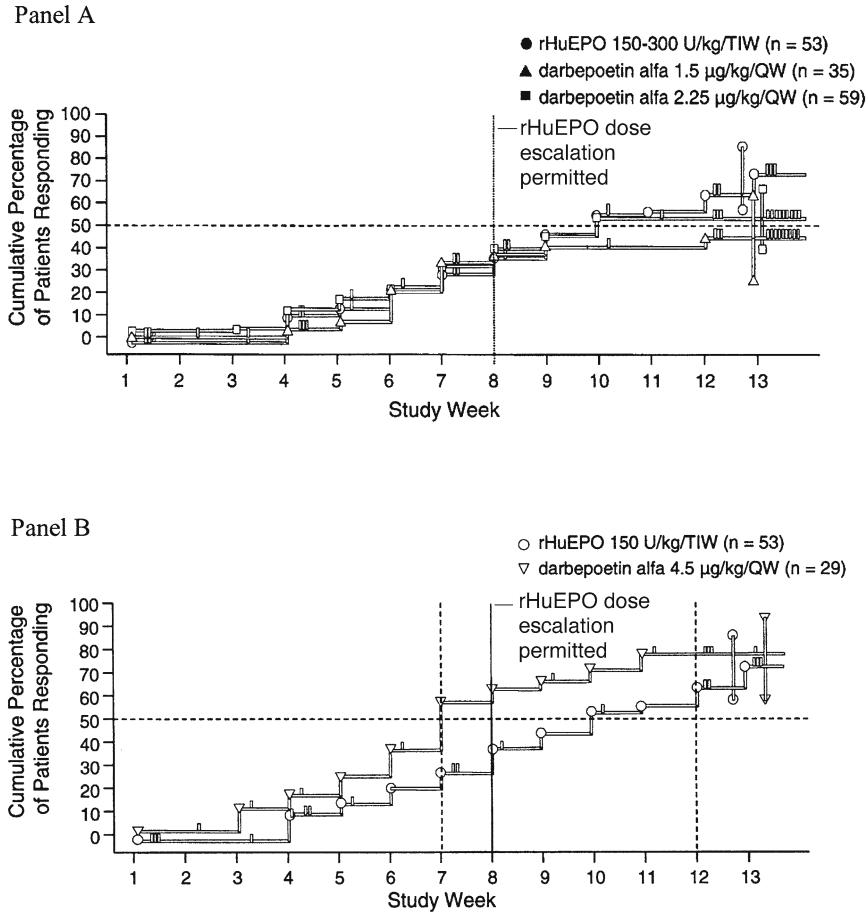 Panel A
rHuEPO 150-300 U/kg/TIW (n = 53)
darbepoetin alfa 1.5 µg/kg/QW (n = 35)
darbepoetin alfa 2.25 µg/kg/QW (n = 59)
Cumulative Percentage
of Patients Responding
100
90
80
70
60
50
40
30
20
10
0
rHuEPO dose
escalation
permitted
1 2 3 4 5 6 7 8 9 10 11 12 13
Study Week
Panel B
rHuEPO 150 U/kg/TIW (n = 53)
darbepoetin alfa 4.5 µg/kg/QW (n = 29)
Cumulative Percentage
of Patients Responding
100
90
80
70
60
50
40
30
20
10
0
rHuEPO dose
escalation
permitted
1 2 3 4 5 6 7 8 9 10 11 12 13
Study Week